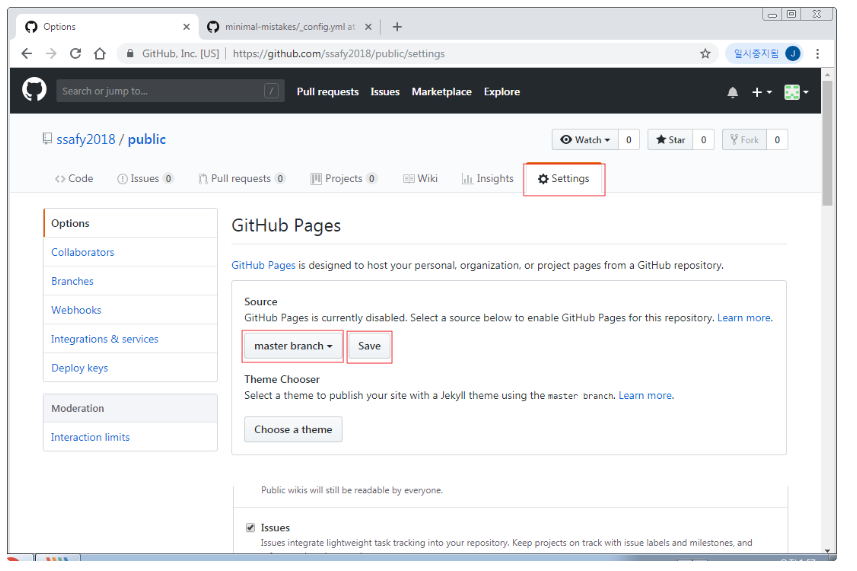 Options
minimal-mistakes/_config.yml at
GitHub, Inc. [US] | https://github.com/ssafy2018/public/settings
일시중지됨 J
Search or jump to... /
Pull requests Issues Marketplace Explore
ssafy2018 / public
Watch 0 Star 0 Fork 0
<> Code Issues 0 Pull requests 0 Projects 0 Wiki Insights Settings
Options
Collaborators
Branches
Webhooks
Integrations & services
Deploy keys
Moderation
Interaction limits
GitHub Pages
GitHub Pages is designed to host your personal, organization, or project pages from a GitHub repository.
Source
GitHub Pages is currently disabled. Select a source below to enable GitHub Pages for this repository. Learn more.
master branch Save
Theme Chooser
Select a theme to publish your site with a Jekyll theme using the master branch. Learn more.
Choose a theme
Public wikis will still be readable by everyone.
Issues
Issues integrate lightweight task tracking into your repository. Keep projects on track with issue labels and milestones, and